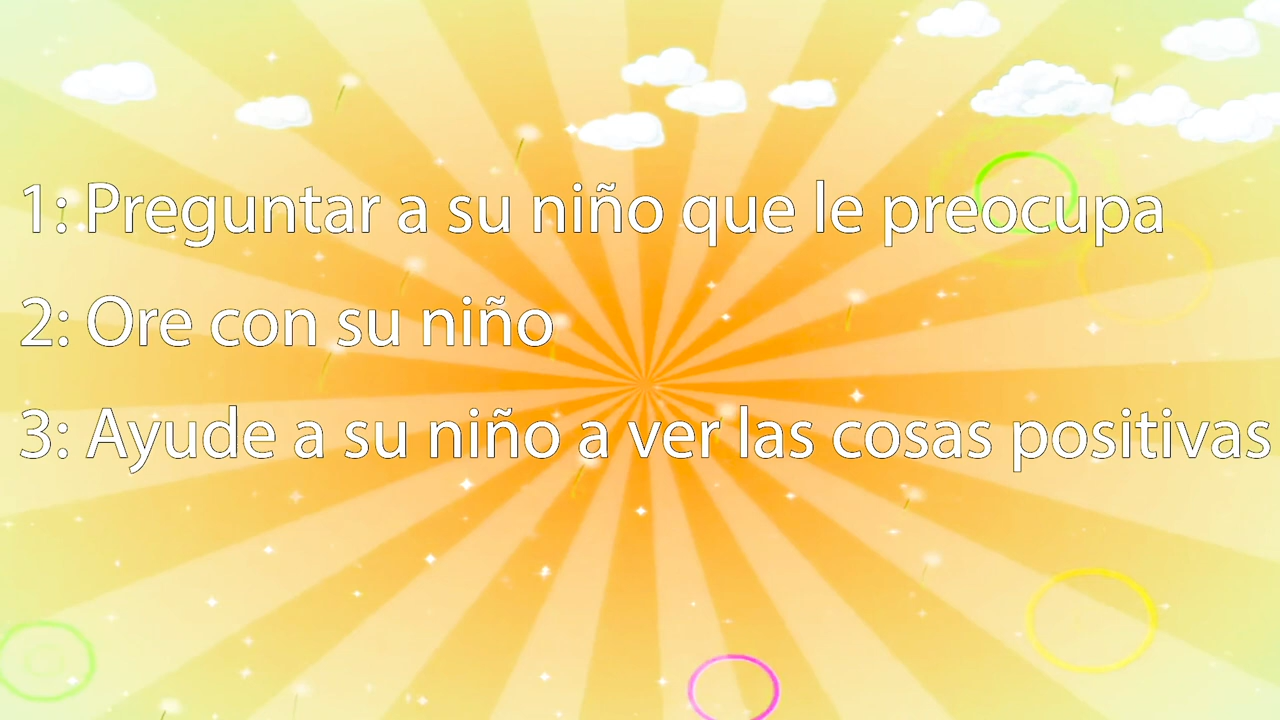 1: Preguntar a su niño que le preocupa
2: Ore con su niño
3: Ayude a su niño a ver las cosas positivas